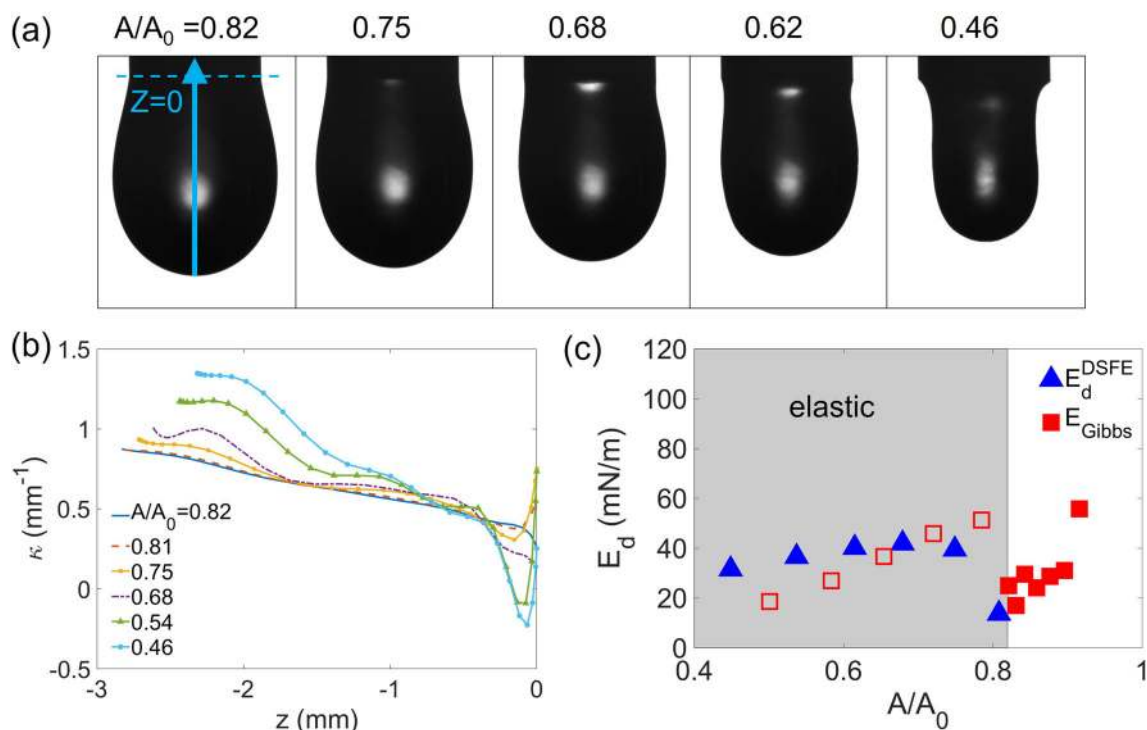 (a) A/A₀ =0.82 0.75 0.68 0.62 0.46
Z=0
(b)
1.5
1
0.5
0
-0.5
κ (mm⁻¹)
A/A₀=0.82
0.81
0.75
0.68
0.54
0.46
-3 -2 -1 0
z (mm)
(c)
120
100
80
60
40
20
0
E_d (mN/m)
elastic
E_d^DSFE
E_Gibbs
0.4 0.6 0.8 1
A/A₀